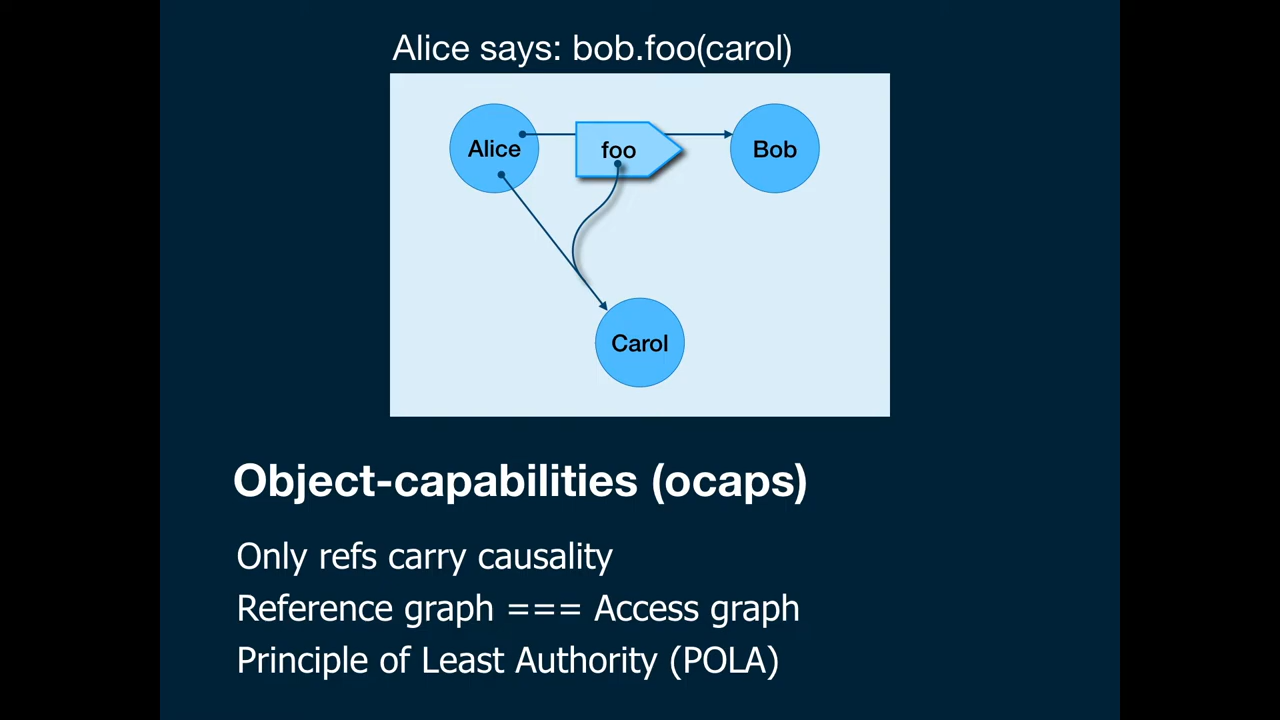 Alice says: bob.foo(carol)
Alice
foo
Bob
Carol
Object-capabilities (ocaps)
Only refs carry causality
Reference graph === Access graph
Principle of Least Authority (POLA)